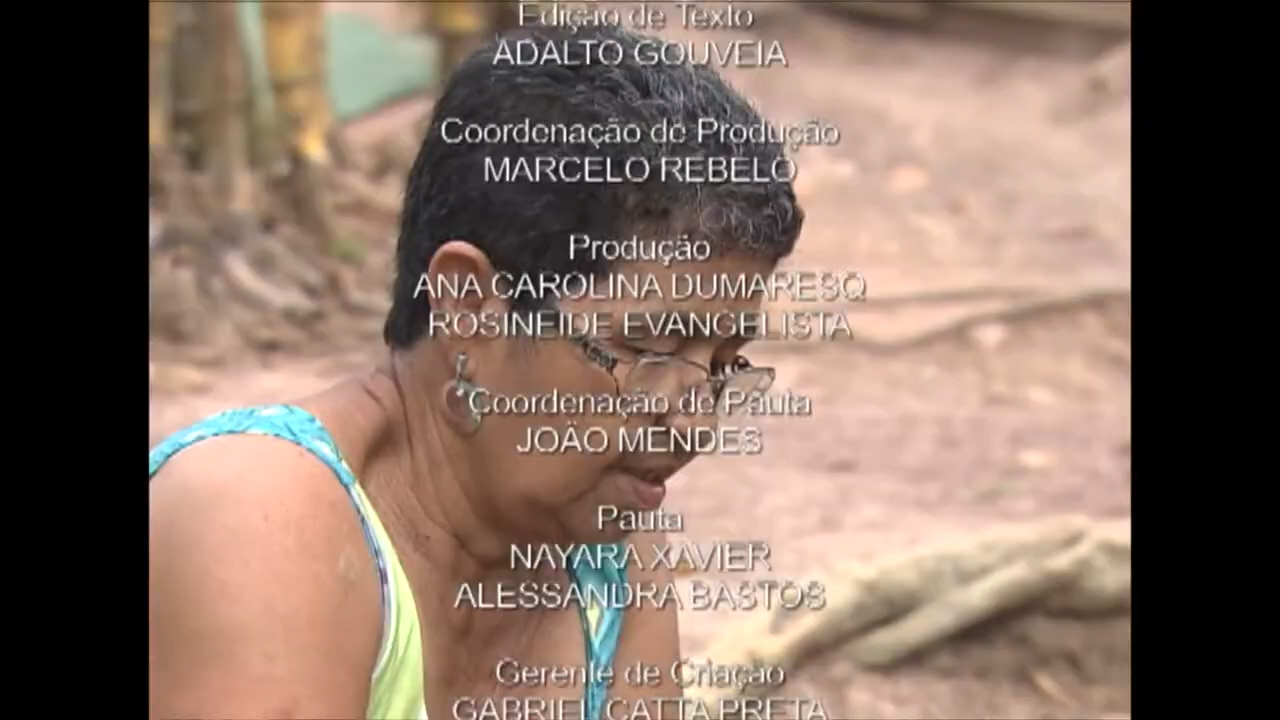 Edição de Texto
ADALTO GOUVEIA
Coordenação de Produção
MARCELO REBELO
Produção
ANA CAROLINA DUMARESQ
ROSINEIDE EVANGELISTA
Coordenação de Pauta
JOÃO MENDES
Pauta
NAYARA XAVIER
ALESSANDRA BASTOS
Gerente de Criação
GABRIEL CATTA PRETA